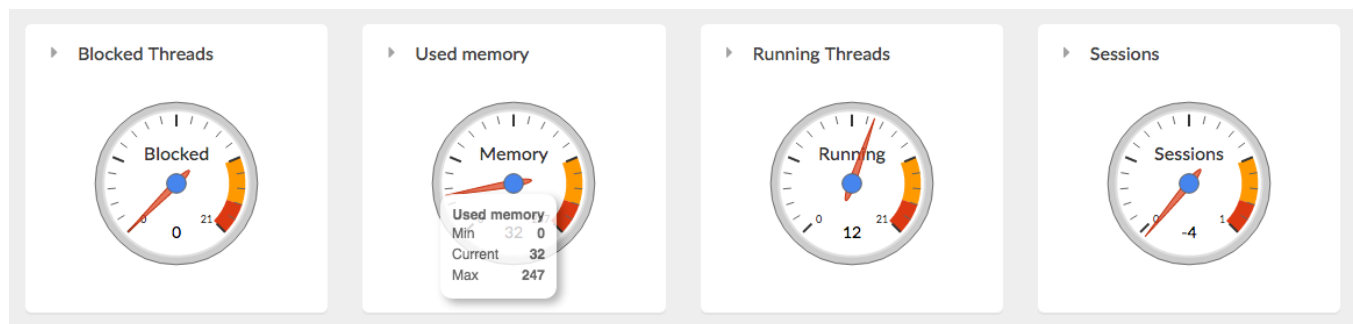 Blocked Threads
Used memory
Running Threads
Sessions
Blocked
0
21
0
Memory
32
Used memory
Min 0
Current 32
Max 247
Running
0
21
12
Sessions
0
1
-4